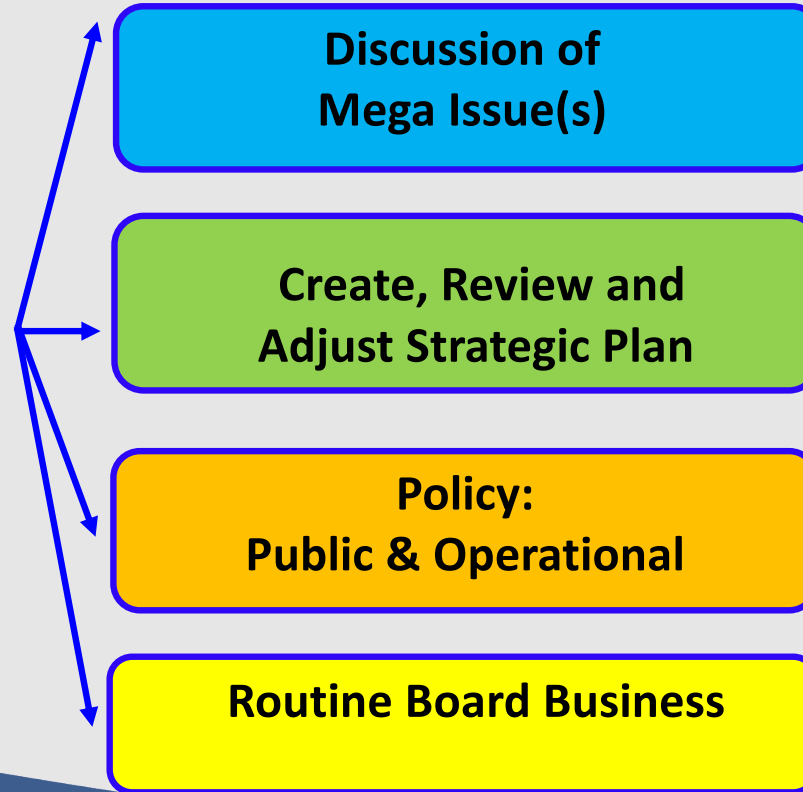 Discussion of
Mega Issue(s)
Create, Review and
Adjust Strategic Plan
Policy:
Public & Operational
Routine Board Business